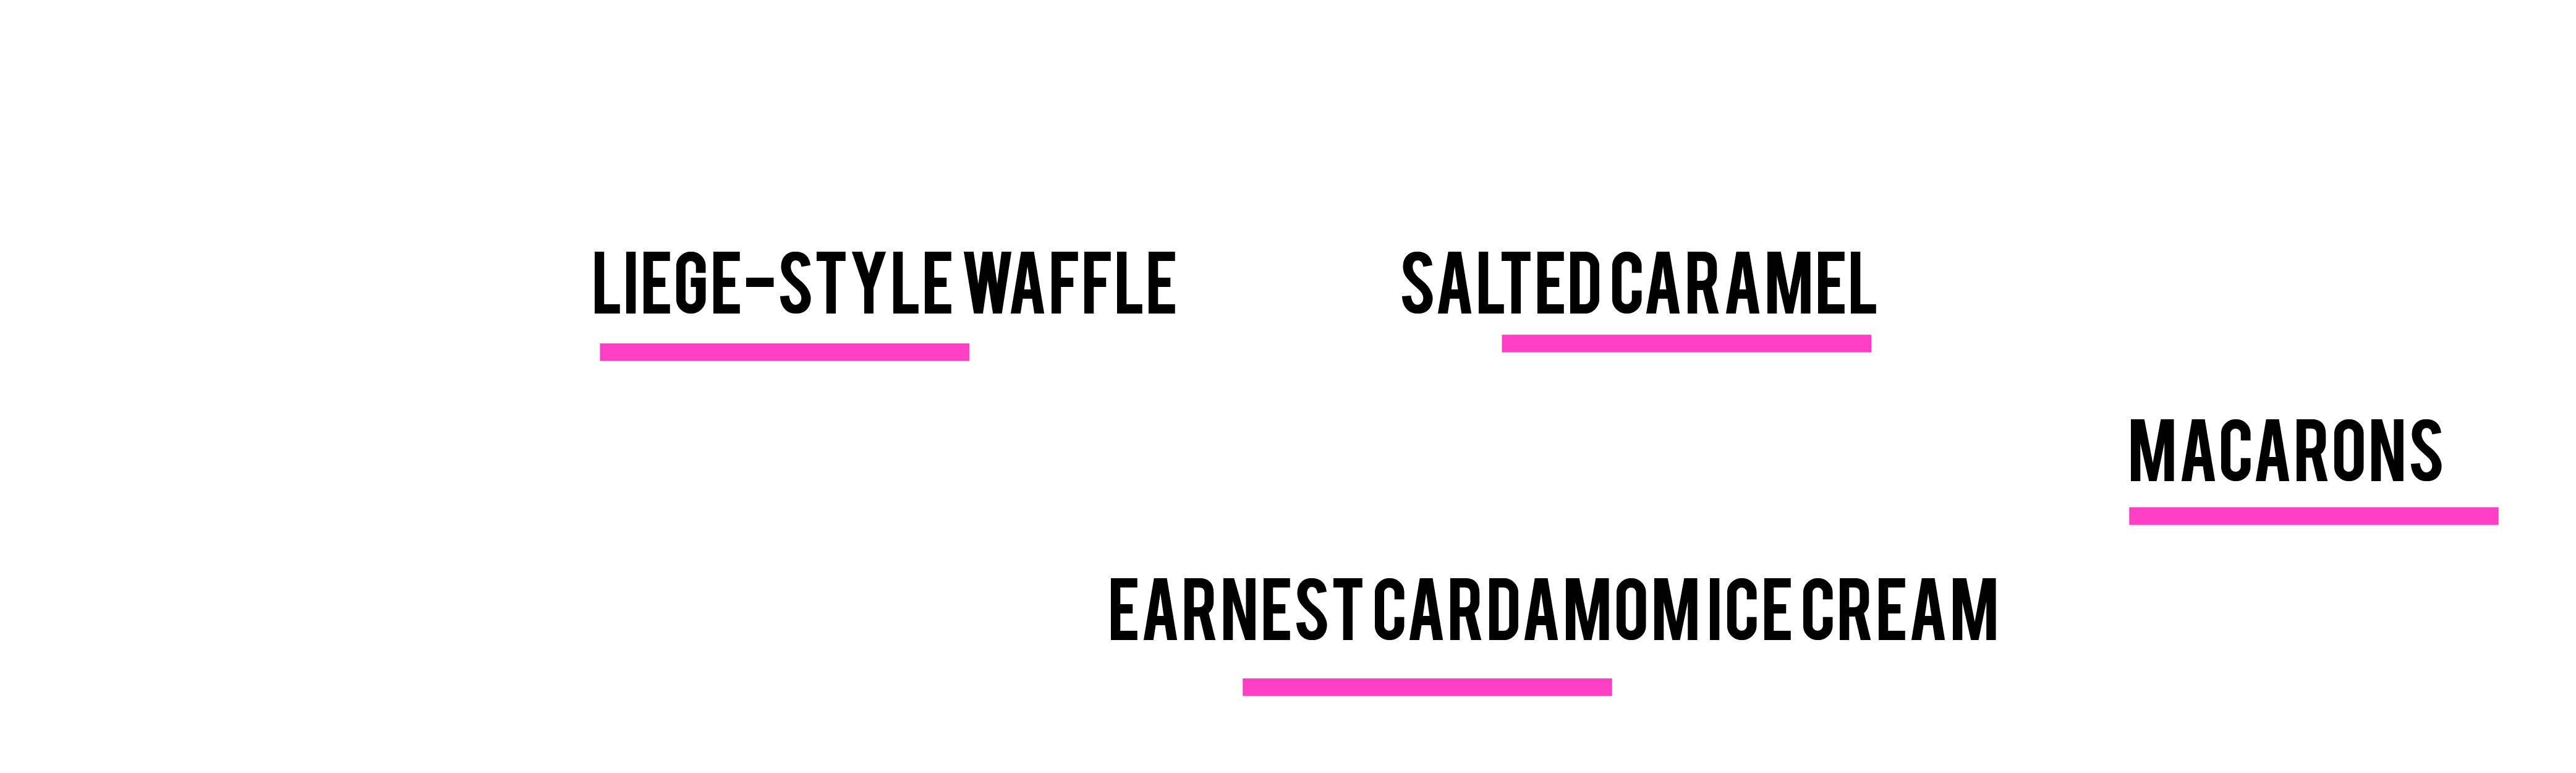 LIEGE-STYLE WAFFLE
SALTED CARAMEL
MACARONS
EARNEST CARDAMOM ICE CREAM